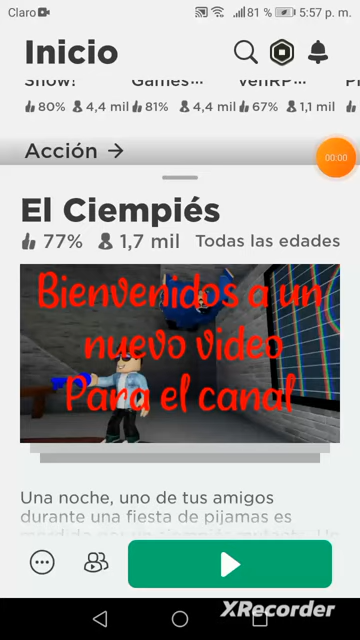 Claro 81 % 5:57 p. m.
Inicio
Show! Games... VenRP...
80% 4,4 mil 81% 4,4 mil 67% 1,1 mil
Acción →
00:00
El Ciempiés
77% 1,7 mil Todas las edades
Bienvenidos a un
nuevo video
Para el canal
Una noche, uno de tus amigos
durante una fiesta de pijamas es
XRecorder